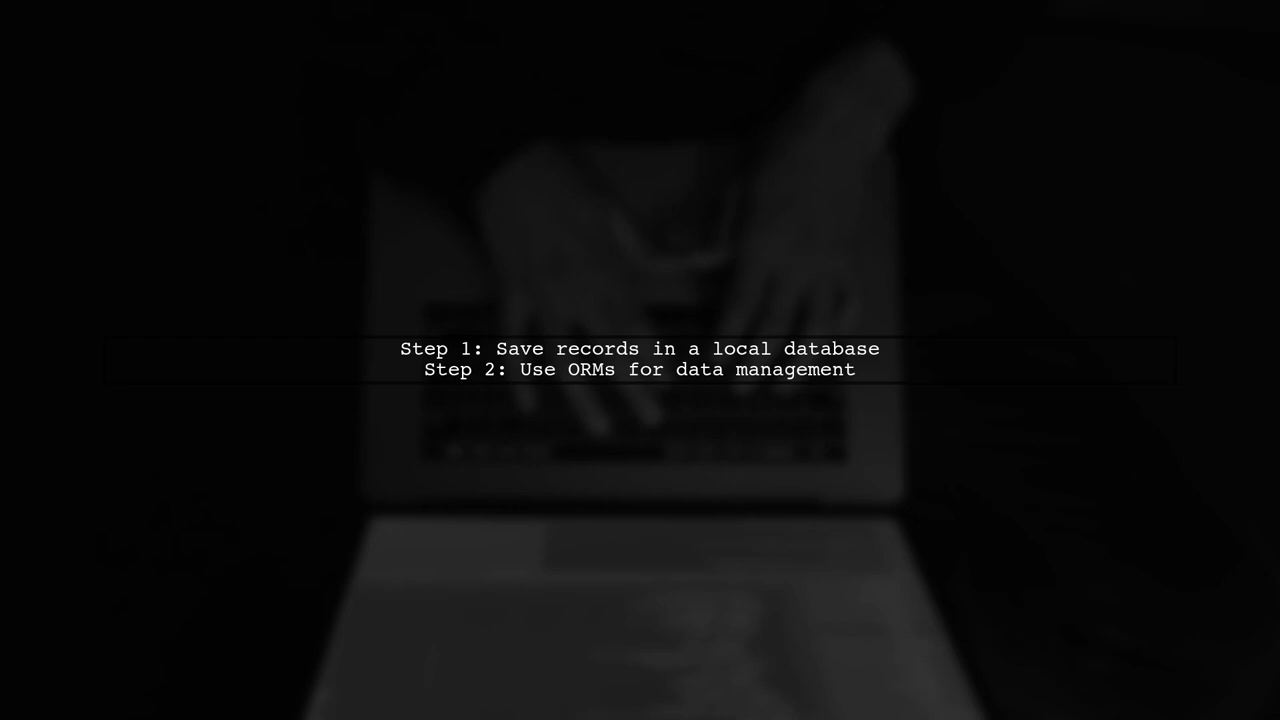 Step 1: Save records in a local database
Step 2: Use ORMs for data management